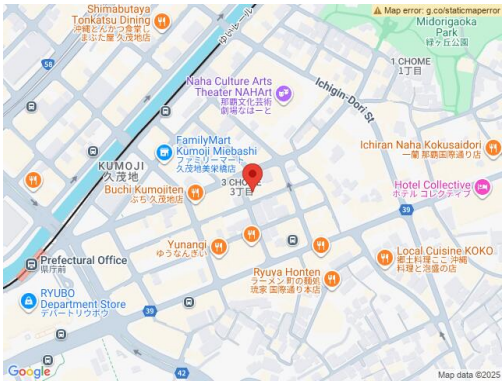 Shimabutaya
Tonkatsu Dining
沖縄とんかつ食堂し
まぶた屋 久茂地店
ゆいレール
Map error: g.co/staticmaperror
Midorigaoka
Park
緑ヶ丘公園
58
1 CHOME
1丁目
Naha Culture Arts
Theater NAHArt
那覇文化芸術
劇場なはーと
Ichigin-Dori St
FamilyMart
Kumoji Miebashi
ファミリーマート
久茂地美栄橋店
Ichiran Naha Kokusaidori
一蘭 那覇国際通り店
KUMOJI
久茂地
3 CHOME
3丁目
Buchi Kumojiten
ぶち 久茂地店
Hotel Collective
ホテル コレクティブ
39
Yunangi
ゆうなんぎい
Prefectural Office
県庁前
Local Cuisine KOKO
郷土料理ここ 沖縄
料理と泡盛の店
Ryuya Honten
ラーメン 町の麺処
琉家 国際通り本店
RYUBO
Department Store
デパートリウボウ
39
42
Google
Map data ©2025